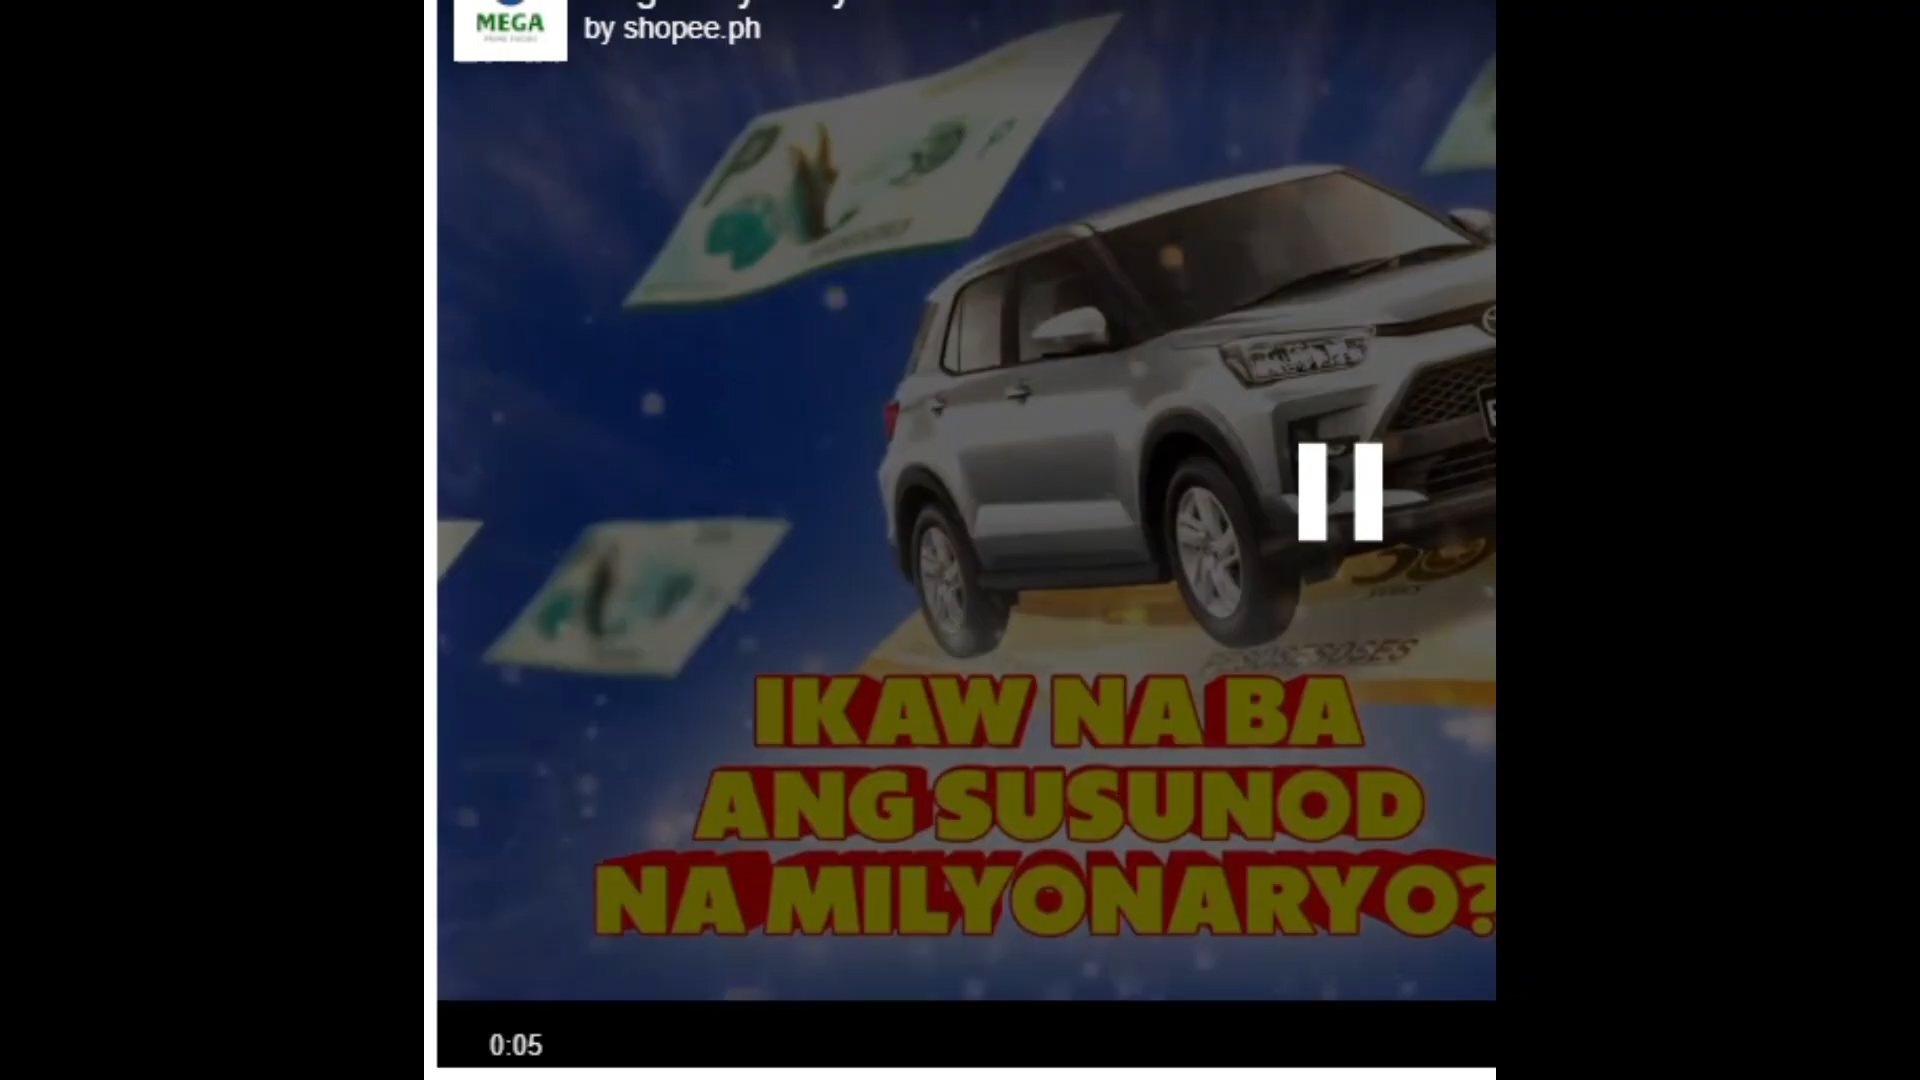 MEGA
by shopee.ph
IKAW NA BA
ANG SUSUNOD
NA MILYONARYO?
0:05